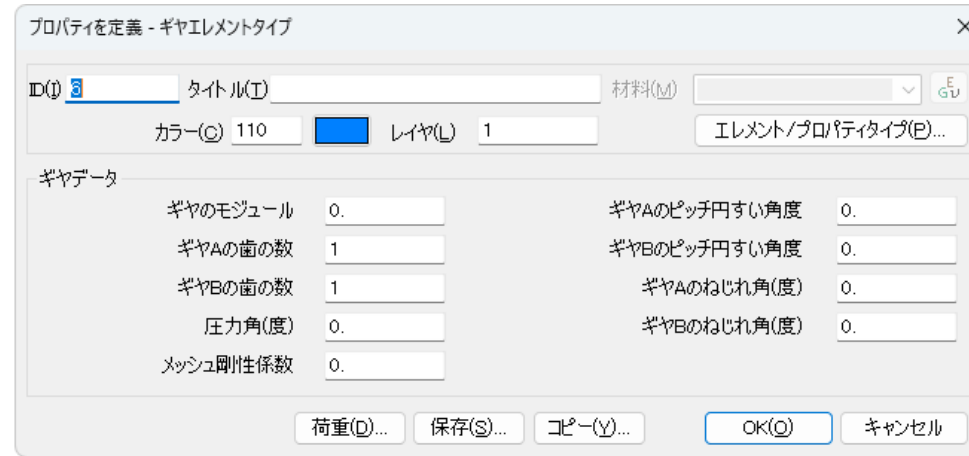 プロパティを定義 - ギヤエレメントタイプ
ID(I) 6 タイトル(T) 材料(M)
カラー(C) 110 レイヤ(L) 1 エレメント/プロパティタイプ(P)...
ギヤデータ
ギヤのモジュール 0. ギヤAのピッチ円すい角度 0.
ギヤAの歯の数 1 ギヤBのピッチ円すい角度 0.
ギヤBの歯の数 1 ギヤAのねじれ角(度) 0.
圧力角(度) 0. ギヤBのねじれ角(度) 0.
メッシュ剛性係数 0.
荷重(D)... 保存(S)... コピー(Y)... OK(O) キャンセル